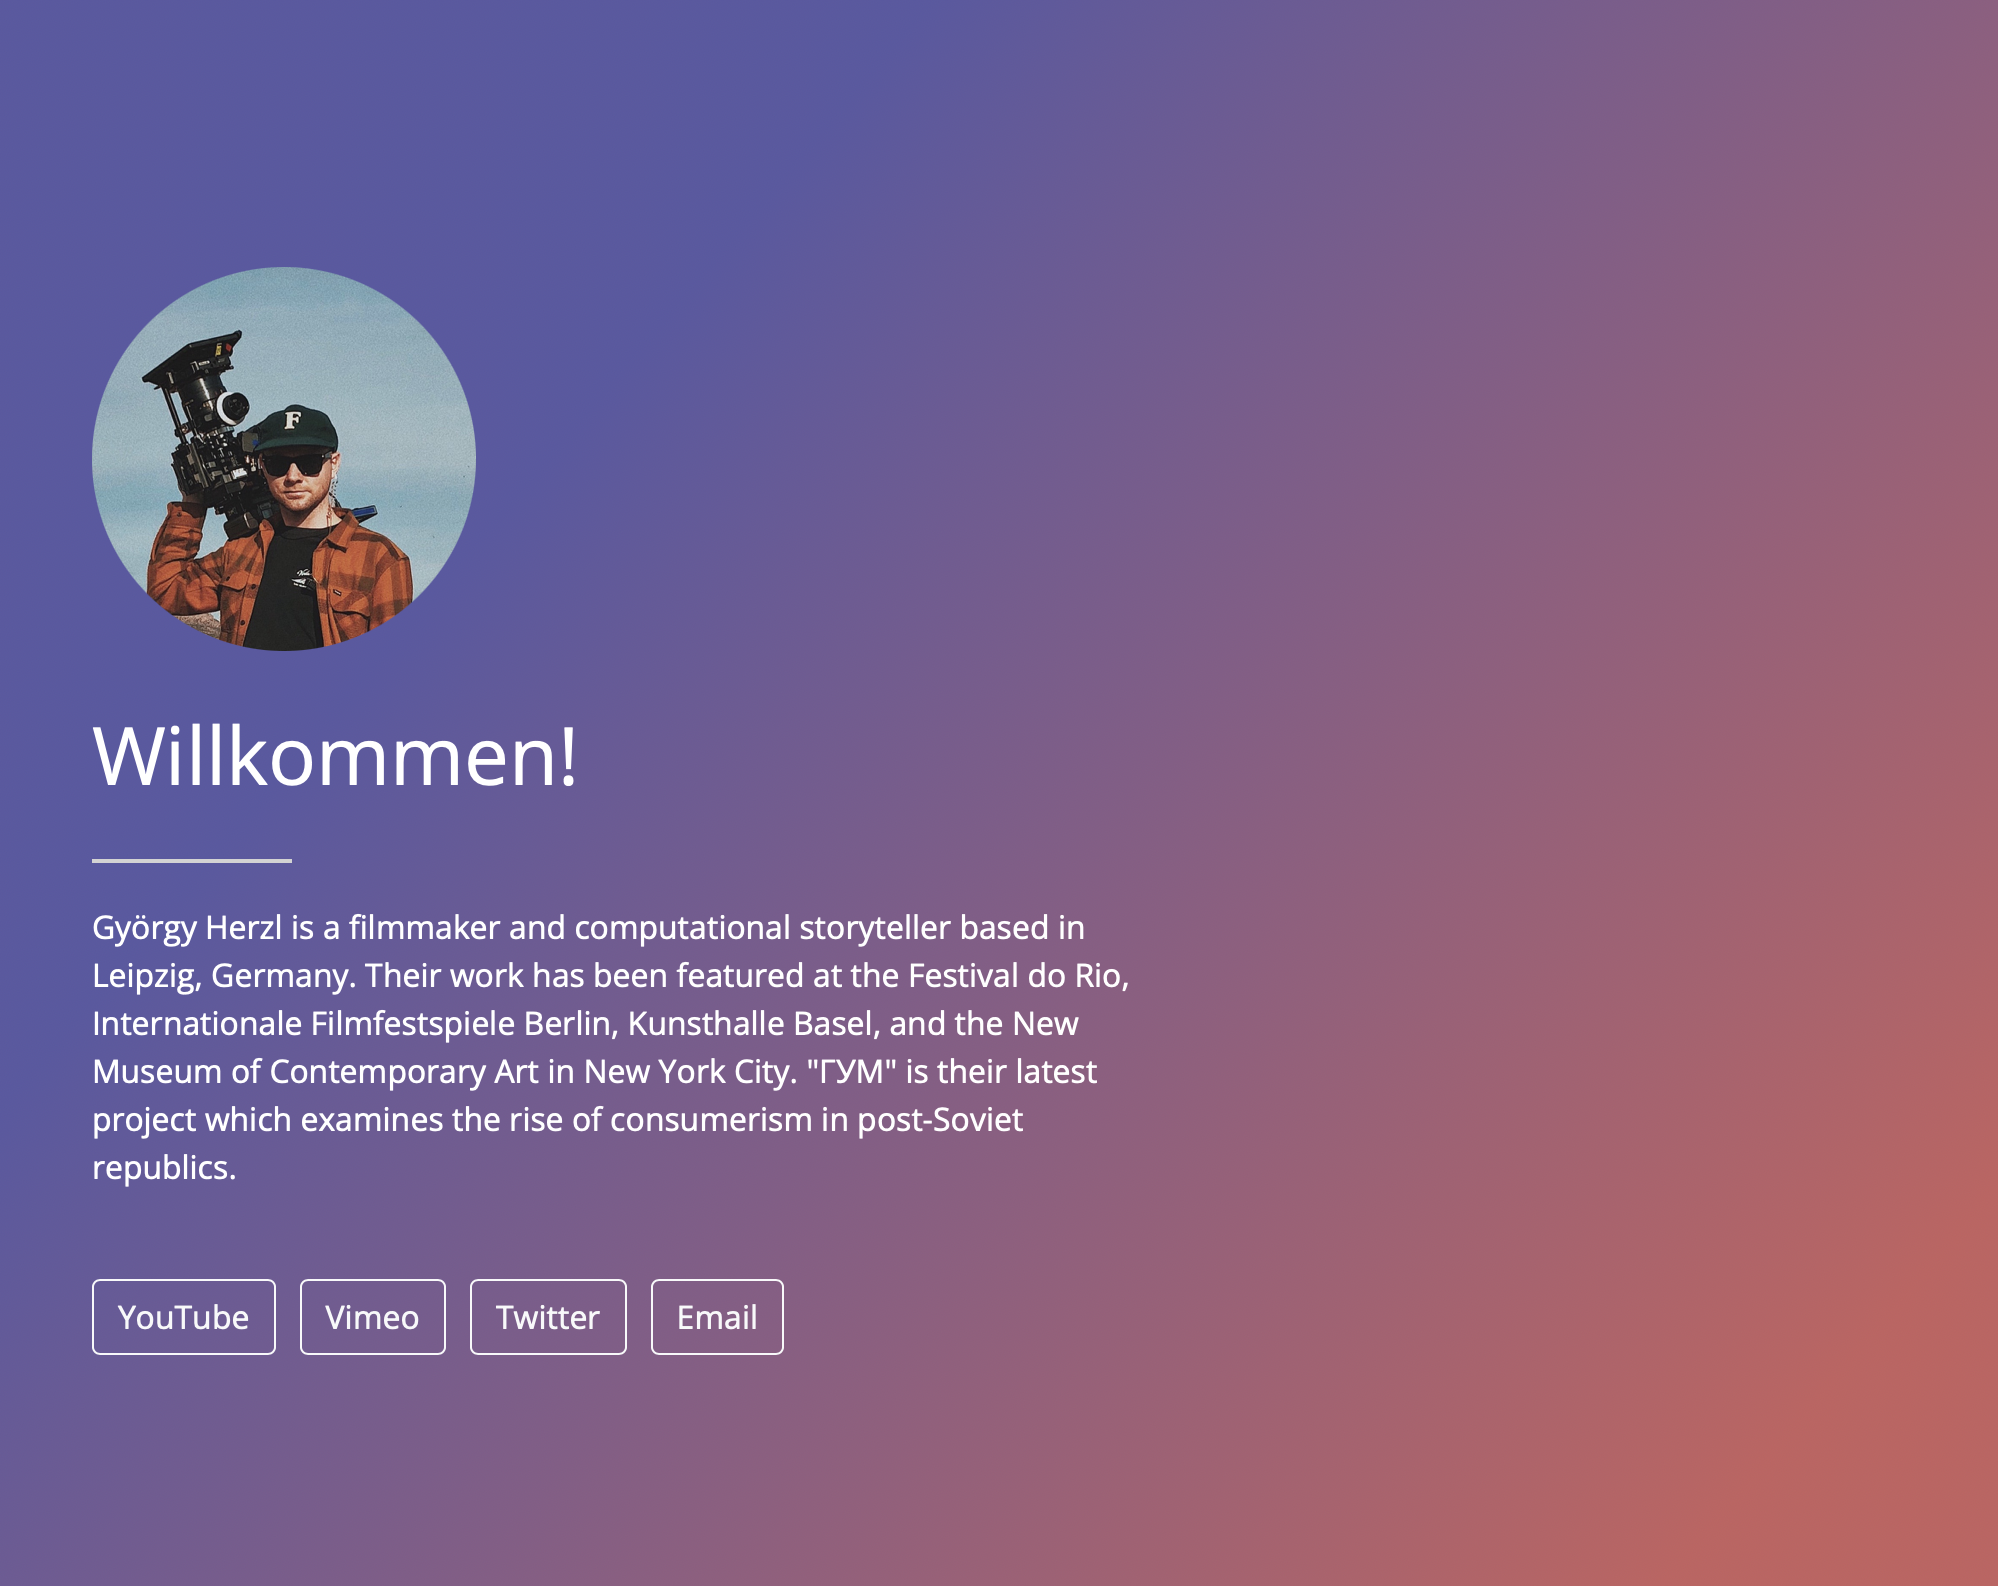 F
Willkommen!
György Herzl is a filmmaker and computational storyteller based in
Leipzig, Germany. Their work has been featured at the Festival do Rio,
Internationale Filmfestspiele Berlin, Kunsthalle Basel, and the New
Museum of Contemporary Art in New York City. "ГУМ" is their latest
project which examines the rise of consumerism in post-Soviet
republics.
YouTube
Vimeo
Twitter
Email